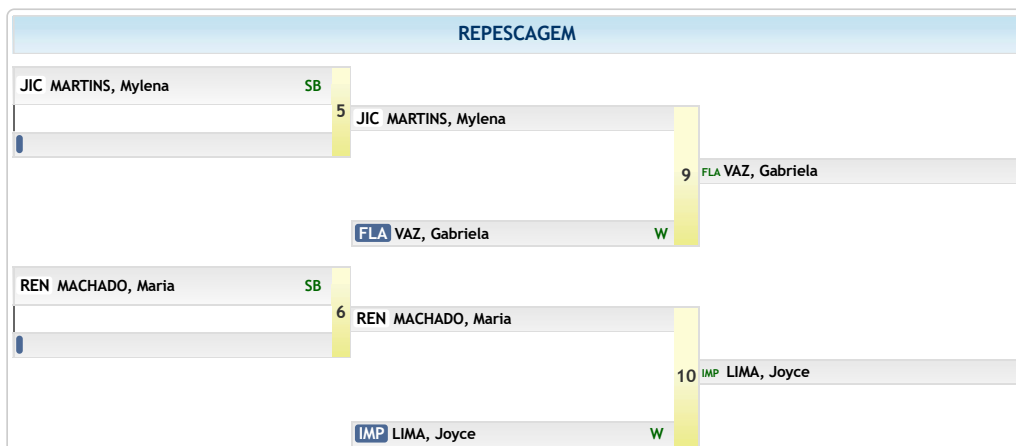 REPESCAGEM
JIC MARTINS, Mylena SB
5
JIC MARTINS, Mylena
9
FLA VAZ, Gabriela
FLA VAZ, Gabriela W
REN MACHADO, Maria SB
6
REN MACHADO, Maria
10
IMP LIMA, Joyce
IMP LIMA, Joyce W